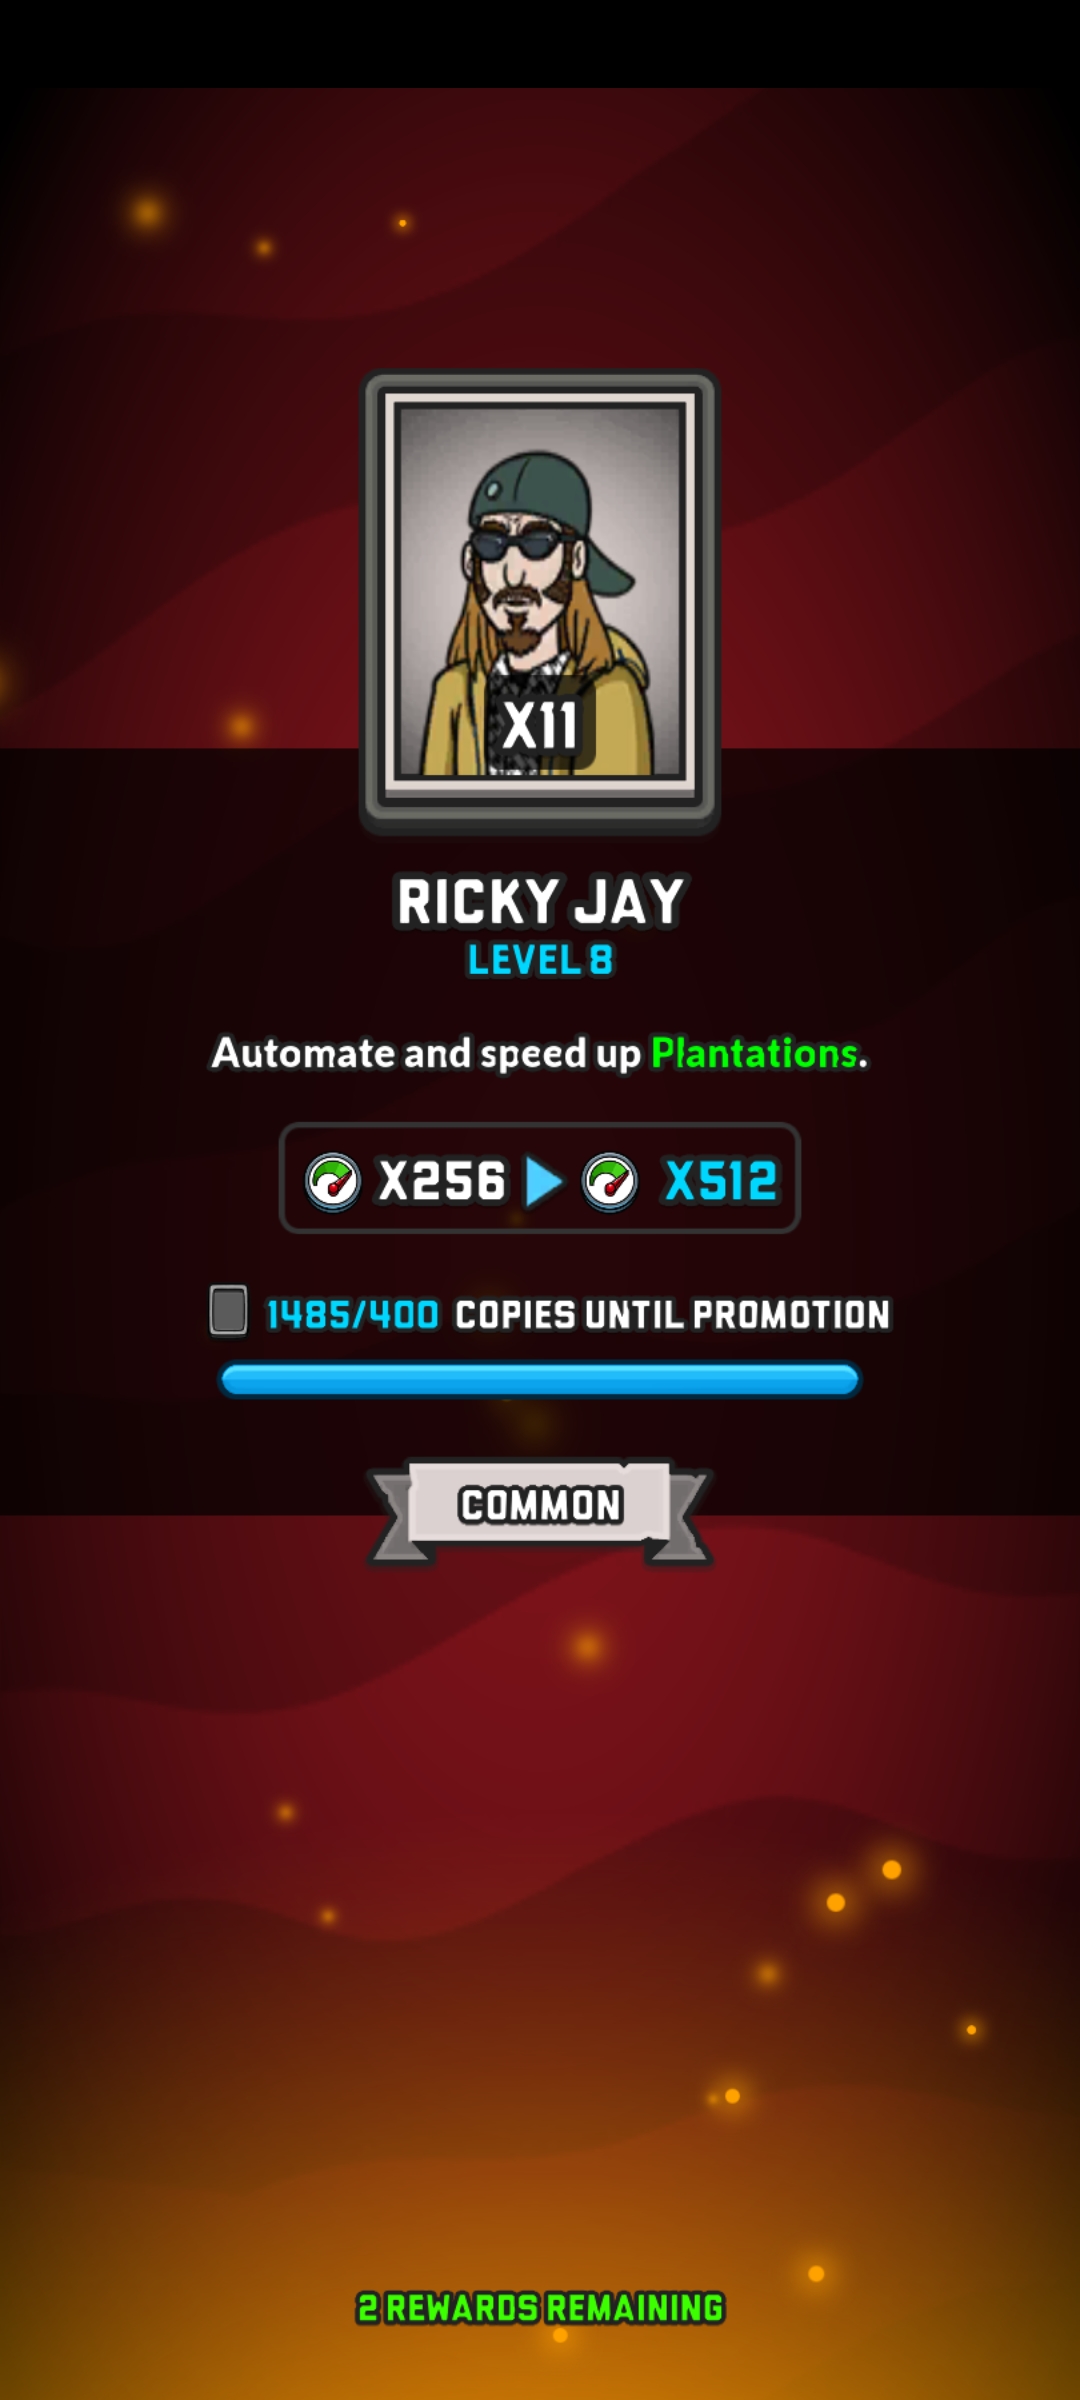 X11
RICKY JAY
LEVEL 8
Automate and speed up Plantations.
X256 X512
1485/400 COPIES UNTIL PROMOTION
COMMON
2 REWARDS REMAINING